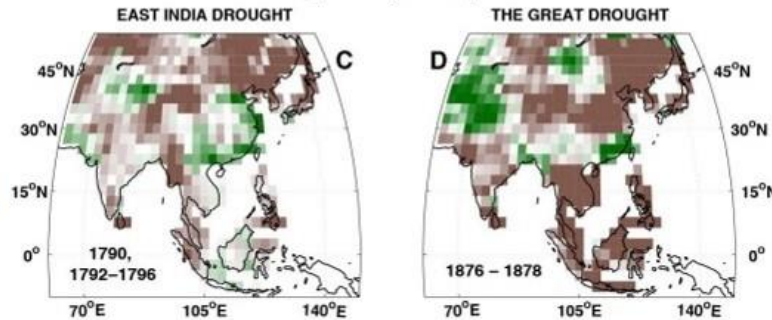 EAST INDIA DROUGHT
C
45°N
30°N
15°N
0°
1790,
1792–1796
70°E
105°E
140°E
THE GREAT DROUGHT
D
45°N
30°N
15°N
0°
1876 – 1878
70°E
105°E
140°E